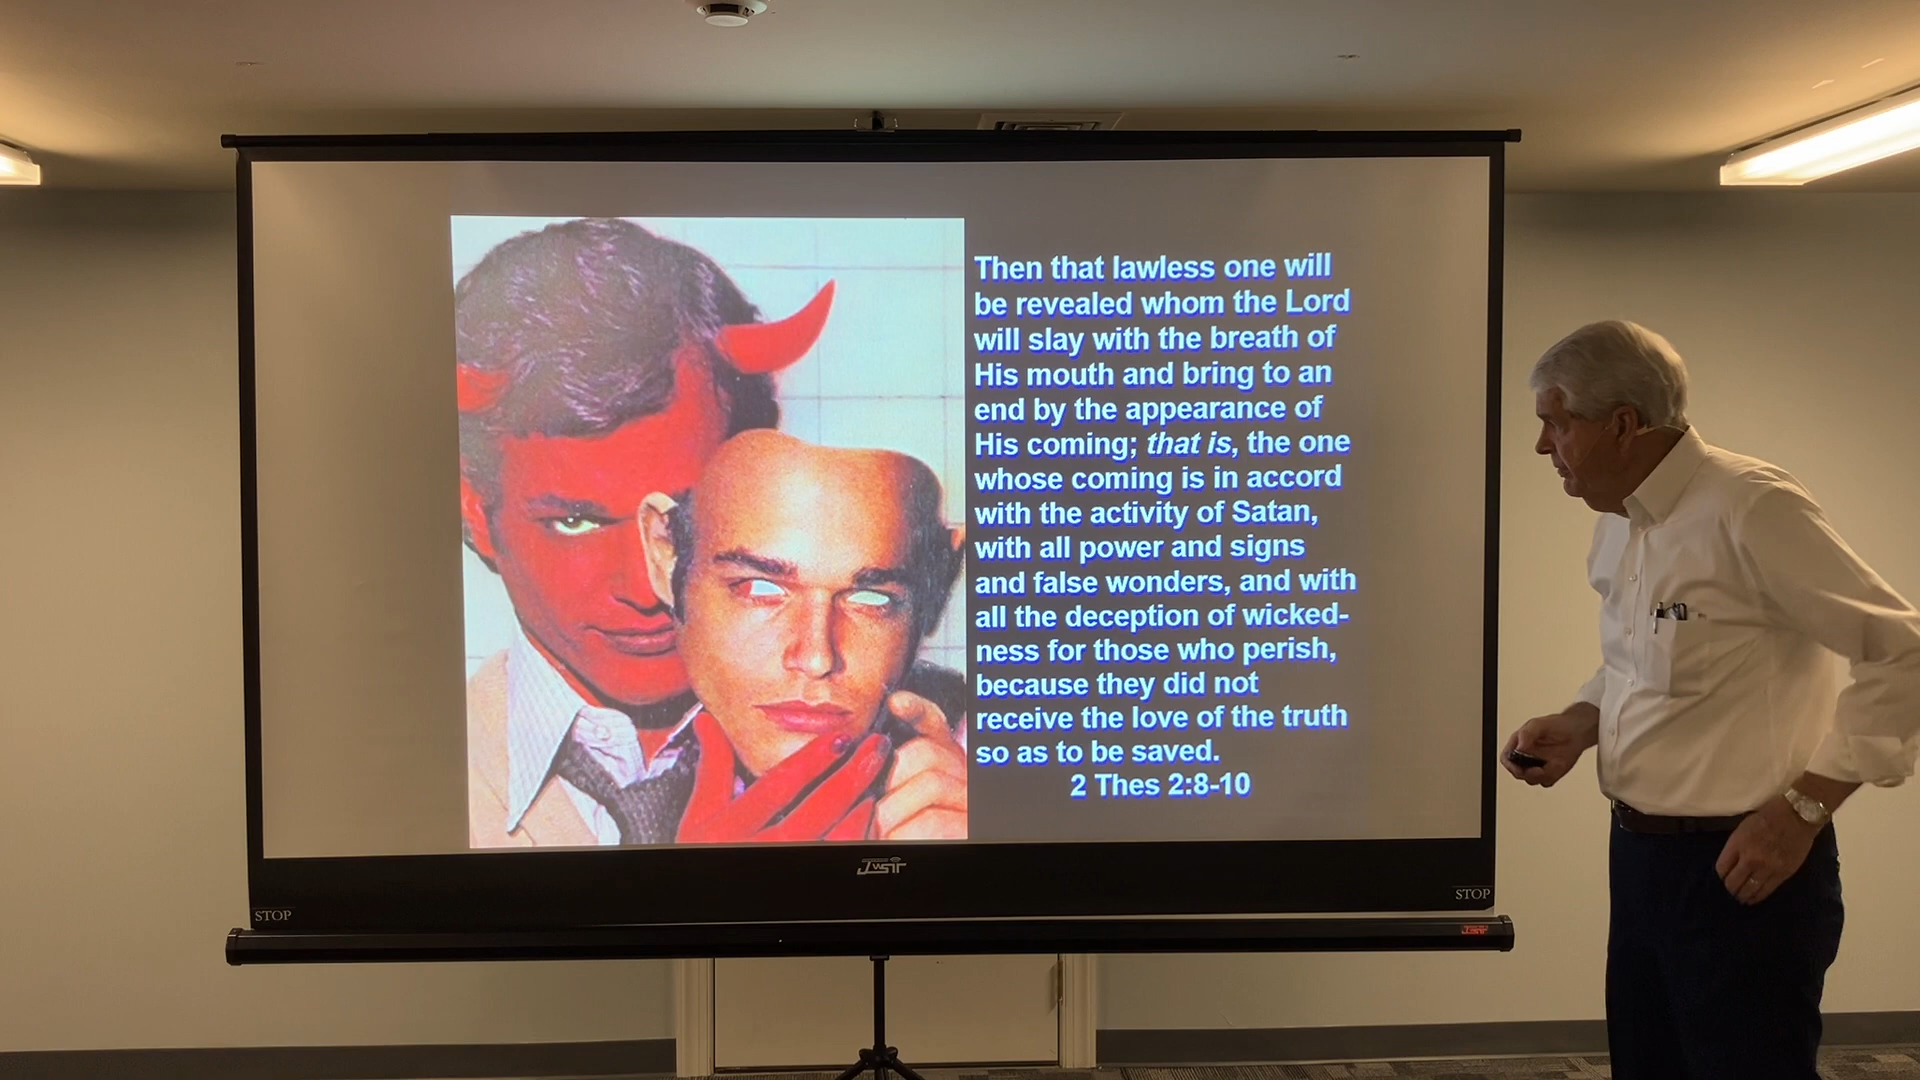 Then that lawless one will
be revealed whom the Lord
will slay with the breath of
His mouth and bring to an
end by the appearance of
His coming; that is, the one
whose coming is in accord
with the activity of Satan,
with all power and signs
and false wonders, and with
all the deception of wicked-
ness for those who perish,
because they did not
receive the love of the truth
so as to be saved.
2 Thes 2:8-10
JWSIT
STOP
STOP
JWSIT